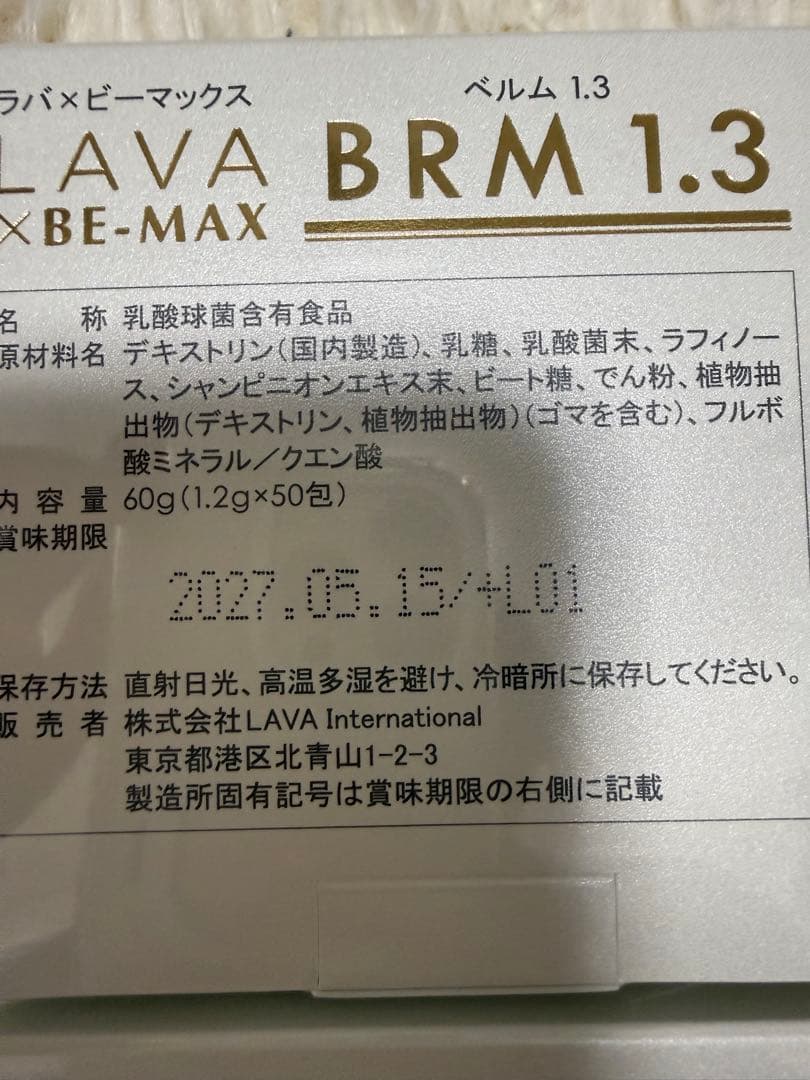 ラバ×ビーマックス ベルム 1.3
LAVA BRM 1.3
×BE-MAX
名 称 乳酸球菌含有食品
原材料名 デキストリン(国内製造)、乳糖、乳酸菌末、ラフィノー
ス、シャンピニオンエキス末、ビート糖、でん粉、植物抽
出物(デキストリン、植物抽出物)(ゴマを含む)、フルボ
酸ミネラル／クエン酸
内 容 量 60g(1.2g×50包)
賞味期限
2027.05.15/+L01
保存方法 直射日光、高温多湿を避け、冷暗所に保存してください。
販 売 者 株式会社LAVA International
東京都港区北青山1-2-3
製造所固有記号は賞味期限の右側に記載